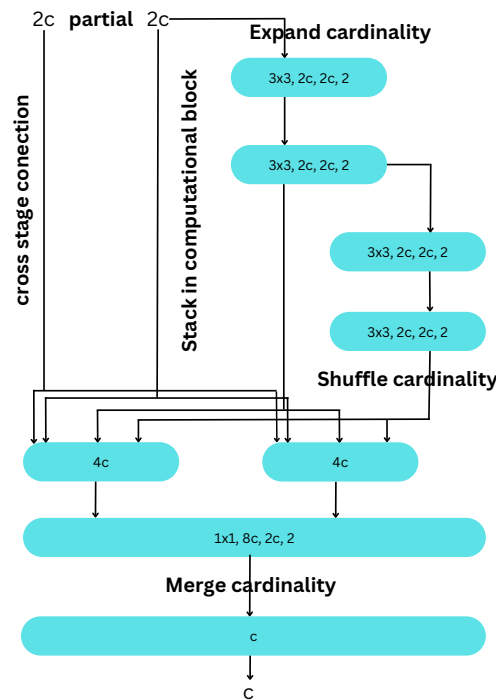 2c partial 2c
Expand cardinality
3x3, 2c, 2c, 2
cross stage conection
Stack in computational block
3x3, 2c, 2c, 2
3x3, 2c, 2c, 2
3x3, 2c, 2c, 2
Shuffle cardinality
4c
4c
1x1, 8c, 2c, 2
Merge cardinality
c
C